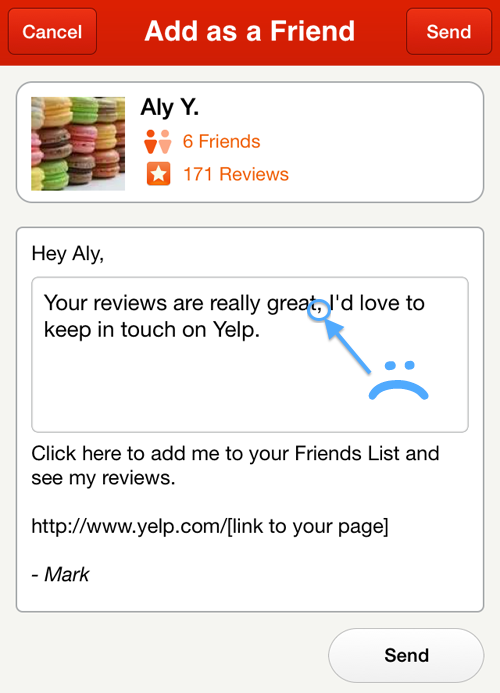 Cancel
Add as a Friend
Send
Aly Y.
6 Friends
171 Reviews
Hey Aly,
Your reviews are really great, I'd love to
keep in touch on Yelp.
Click here to add me to your Friends List and
see my reviews.
http://www.yelp.com/[link to your page]
- Mark
Send